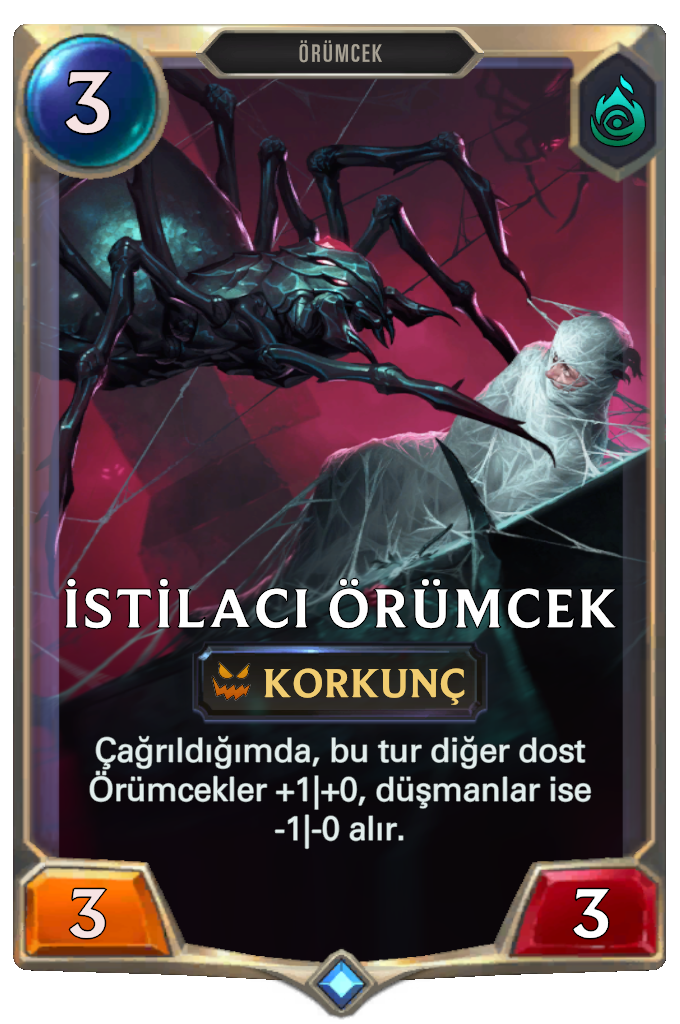 3
ÖRÜMCEK
İSTİLACI ÖRÜMCEK
KORKUNÇ
Çağrıldığımda, bu tur diğer dost
Örümcekler +1|+0, düşmanlar ise
-1|-0 alır.
3
3